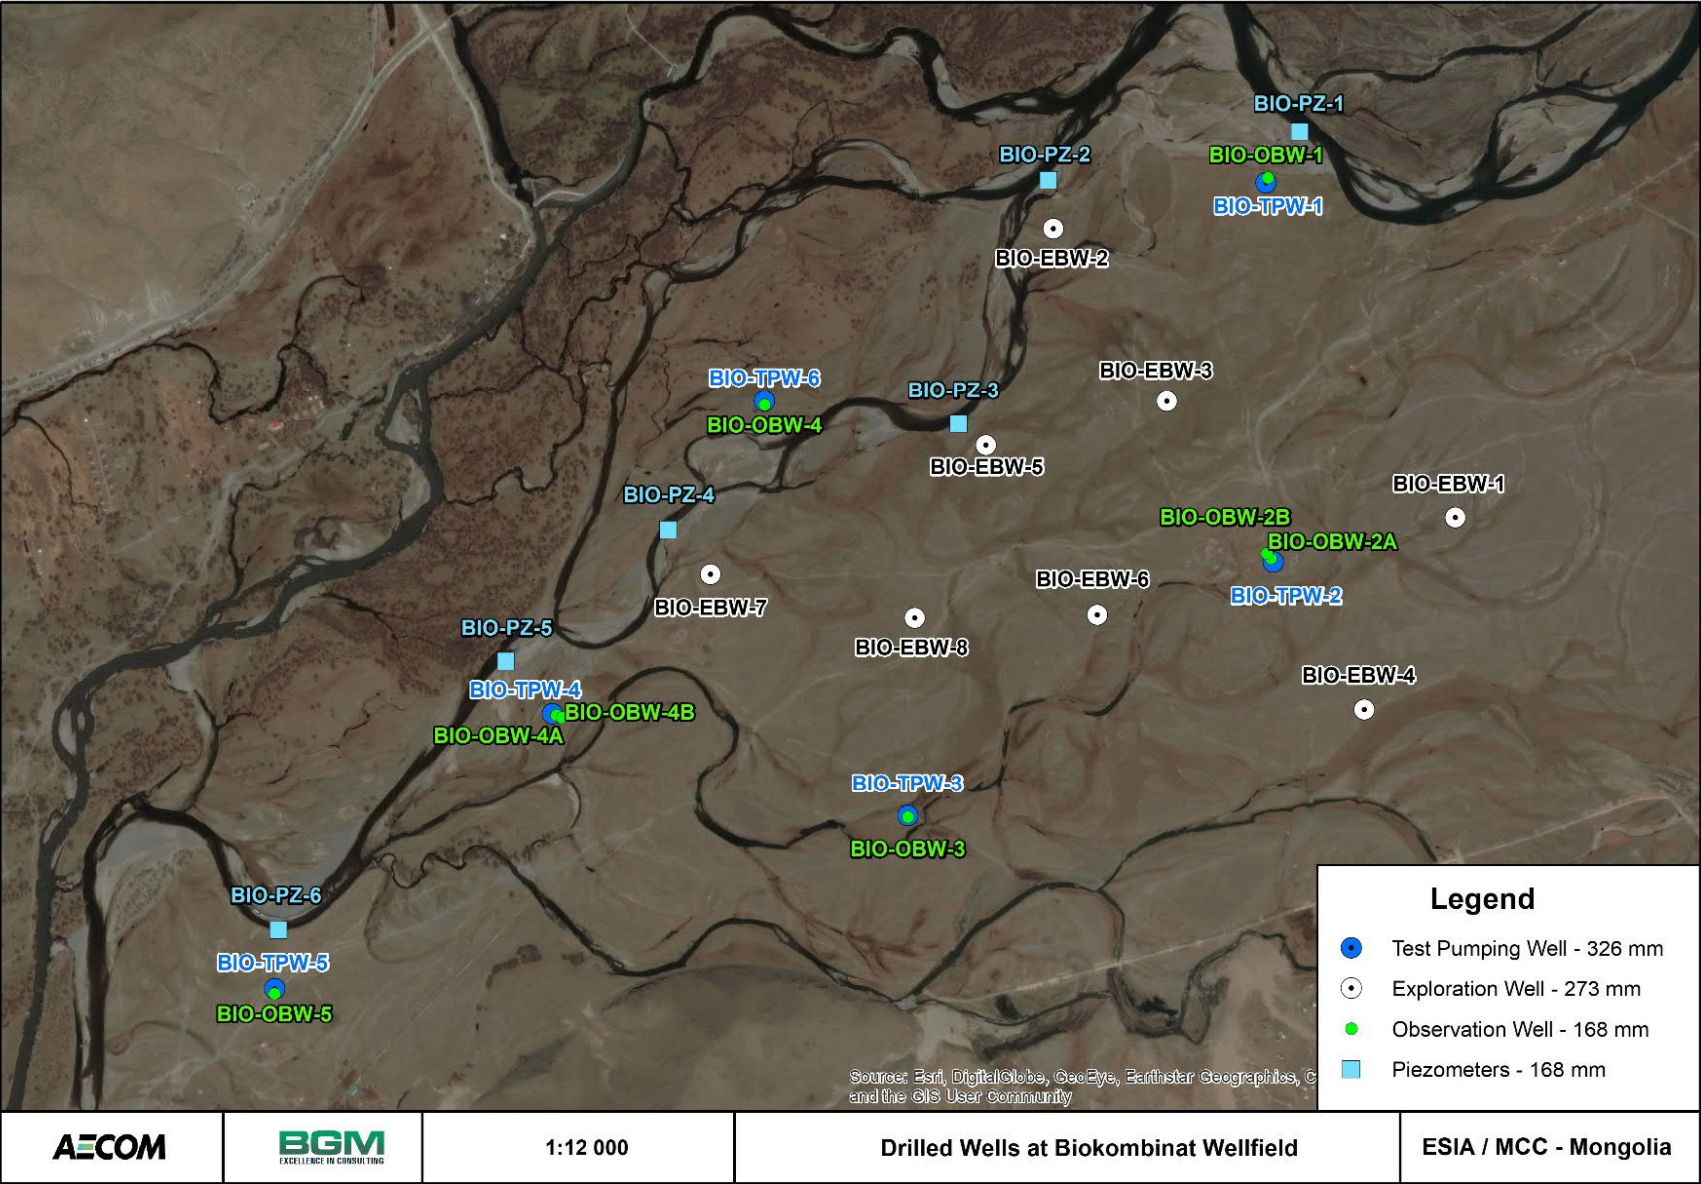 BIO-PZ-1
BIO-OBW-1
BIO-PZ-2
BIO-TPW-1
BIO-EBW-2
BIO-EBW-3
BIO-TPW-6
BIO-PZ-3
BIO-OBW-4
BIO-EBW-5
BIO-EBW-1
BIO-PZ-4
BIO-OBW-2B
BIO-OBW-2A
BIO-EBW-6
BIO-TPW-2
BIO-EBW-7
BIO-PZ-5
BIO-EBW-8
BIO-EBW-4
BIO-TPW-4
BIO-OBW-4B
BIO-OBW-4A
BIO-TPW-3
BIO-OBW-3
BIO-PZ-6
BIO-TPW-5
BIO-OBW-5
Legend
Test Pumping Well - 326 mm
Exploration Well - 273 mm
Observation Well - 168 mm
Piezometers - 168 mm
Source: Esri, DigitalGlobe, GeoEye, Earthstar Geographics, C
and the GIS User Community
AECOM
BGM
EXCELLENCE IN CONSULTING
1:12 000
Drilled Wells at Biokombinat Wellfield
ESIA / MCC - Mongolia